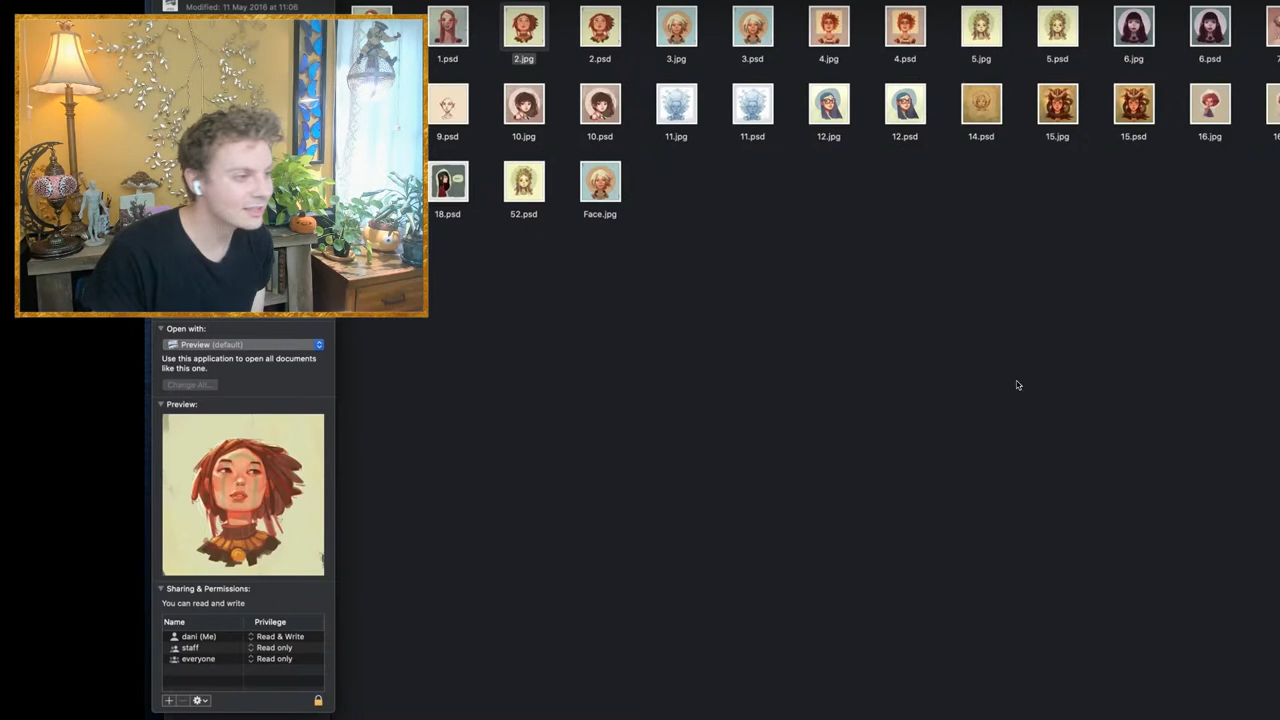 Modified: 11 May 2016 at 11:06
1.psd 2.jpg 2.psd 3.jpg 3.psd 4.jpg 4.psd 5.jpg 5.psd 6.jpg 6.psd
9.psd 10.jpg 10.psd 11.jpg 11.psd 12.jpg 12.psd 14.psd 15.jpg 15.psd 16.jpg
18.psd 52.psd Face.jpg
Open with:
Preview (default)
Use this application to open all documents
like this one.
Change All...
Preview:
Sharing & Permissions:
You can read and write
Name Privilege
dani (Me) Read & Write
staff Read only
everyone Read only